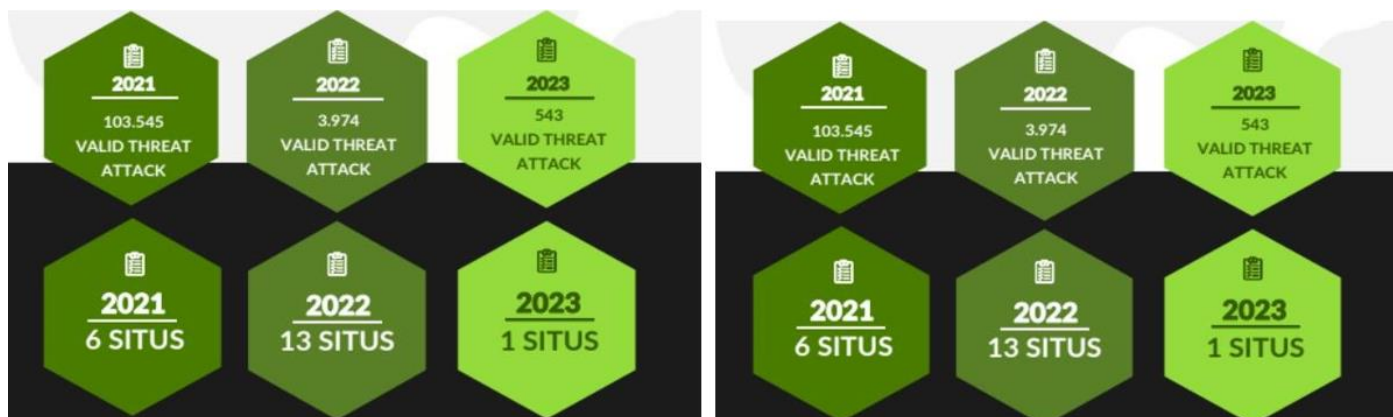 2021
103.545
VALID THREAT
ATTACK
2022
3.974
VALID THREAT
ATTACK
2023
543
VALID THREAT
ATTACK
2021
6 SITUS
2022
13 SITUS
2023
1 SITUS
2021
103.545
VALID THREAT
ATTACK
2022
3.974
VALID THREAT
ATTACK
2023
543
VALID THREAT
ATTACK
2021
6 SITUS
2022
13 SITUS
2023
1 SITUS